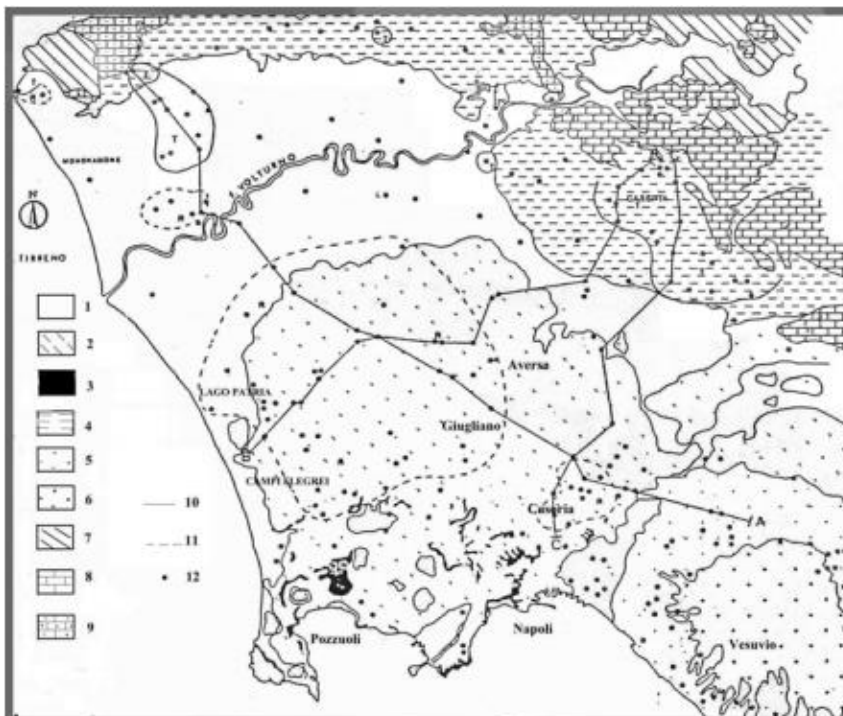 MONDRAGONE
F. VOLTURNO
CASERTA
N
TIRRENO
1
2
3
4
5
6
7
8
9
10
11
12
LAGO PATRIA
Aversa
Giugliano
CAMPI FLEGREI
Casoria
A
B
C
Pozzuoli
Napoli
Vesuvio